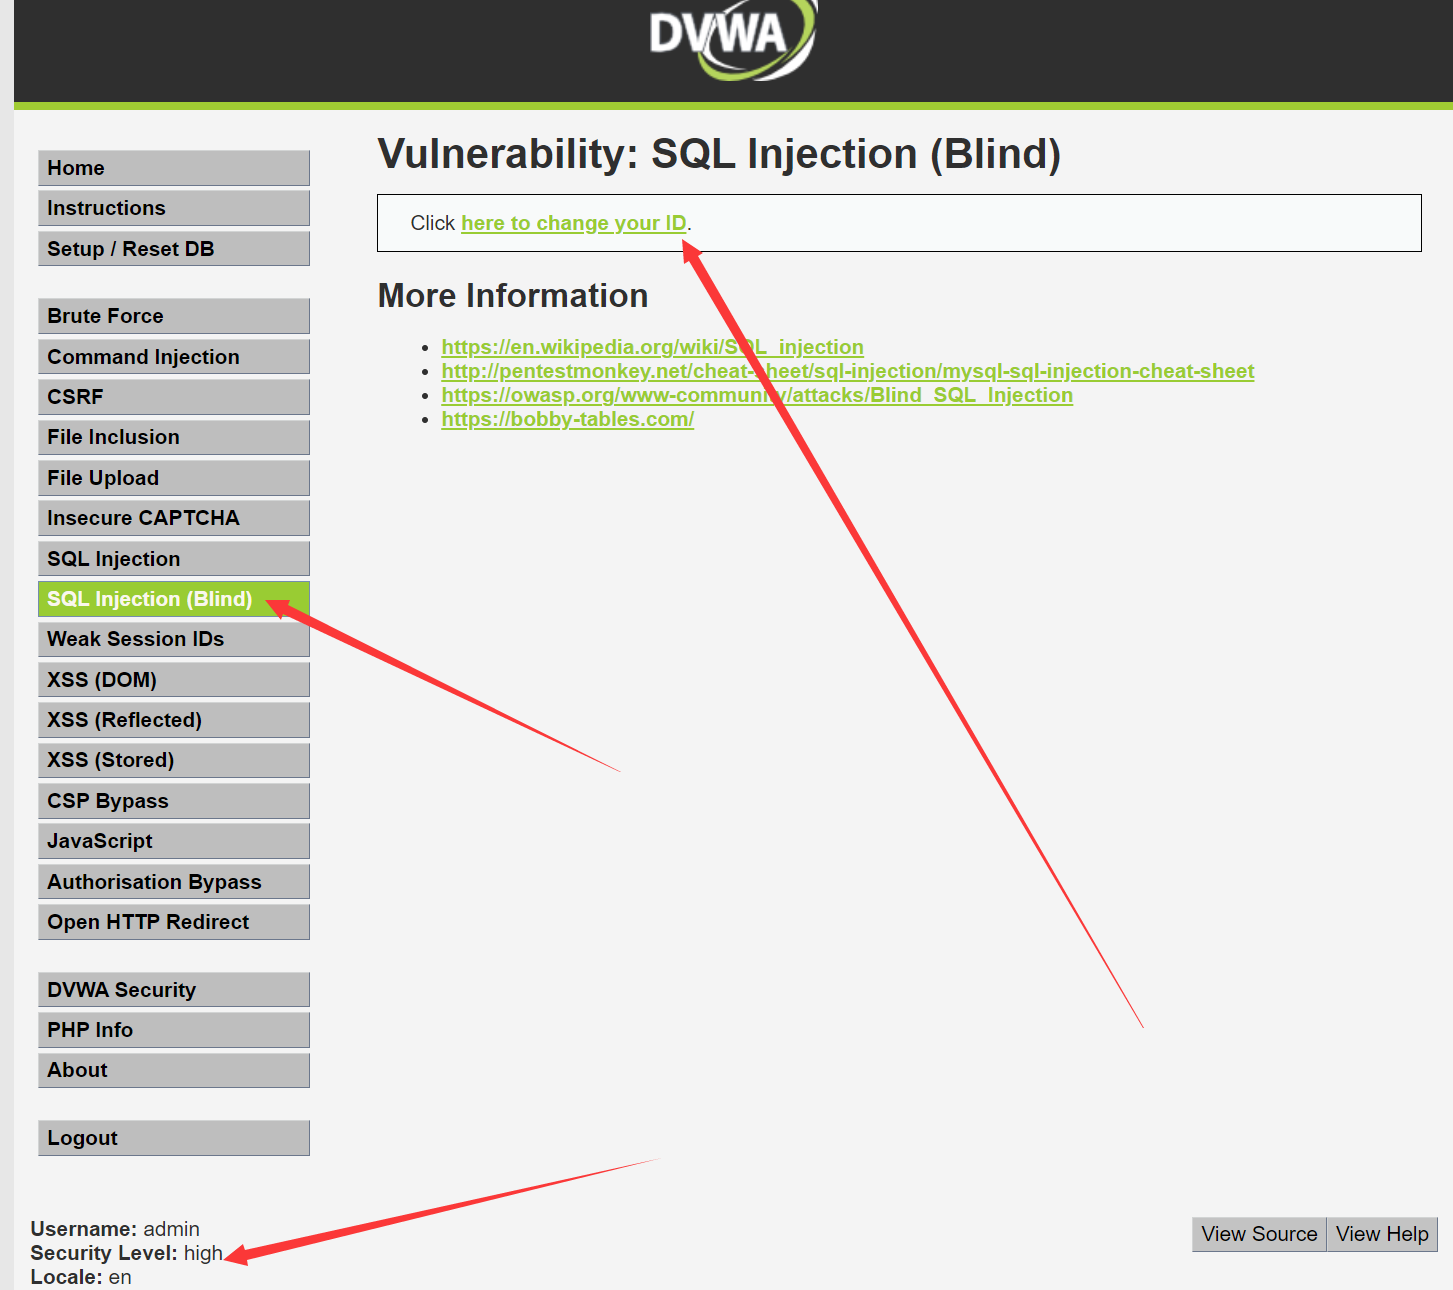 DVWA
Vulnerability: SQL Injection (Blind)
Home
Instructions
Setup / Reset DB
Brute Force
Command Injection
CSRF
File Inclusion
File Upload
Insecure CAPTCHA
SQL Injection
SQL Injection (Blind)
Weak Session IDs
XSS (DOM)
XSS (Reflected)
XSS (Stored)
CSP Bypass
JavaScript
Authorisation Bypass
Open HTTP Redirect
DVWA Security
PHP Info
About
Logout
Click here to change your ID.
More Information
https://en.wikipedia.org/wiki/SQL_injection
http://pentestmonkey.net/cheat-sheet/sql-injection/mysql-sql-injection-cheat-sheet
https://owasp.org/www-community/attacks/Blind_SQL_Injection
https://bobby-tables.com/
Username: admin
Security Level: high
Locale: en
View Source
View Help